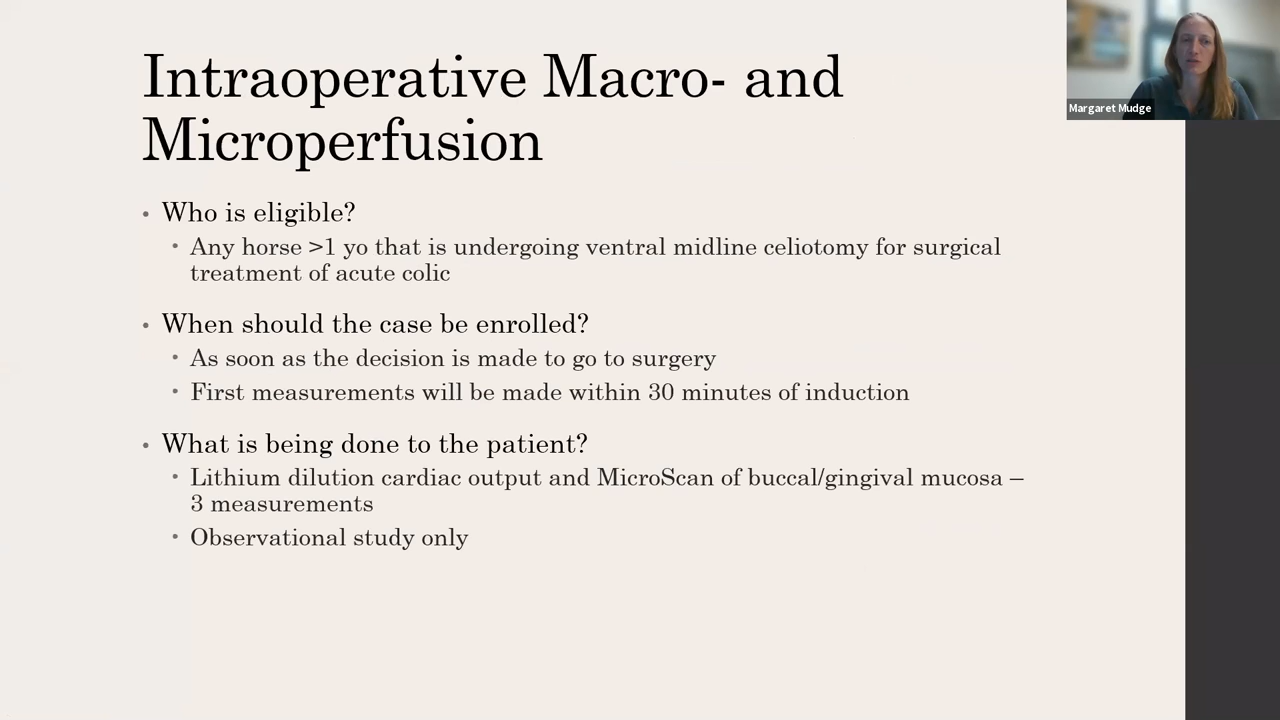 Intraoperative Macro- and
Microperfusion
Margaret Mudge
• Who is eligible?
• Any horse >1 yo that is undergoing ventral midline celiotomy for surgical
treatment of acute colic
• When should the case be enrolled?
• As soon as the decision is made to go to surgery
• First measurements will be made within 30 minutes of induction
• What is being done to the patient?
• Lithium dilution cardiac output and MicroScan of buccal/gingival mucosa –
3 measurements
• Observational study only